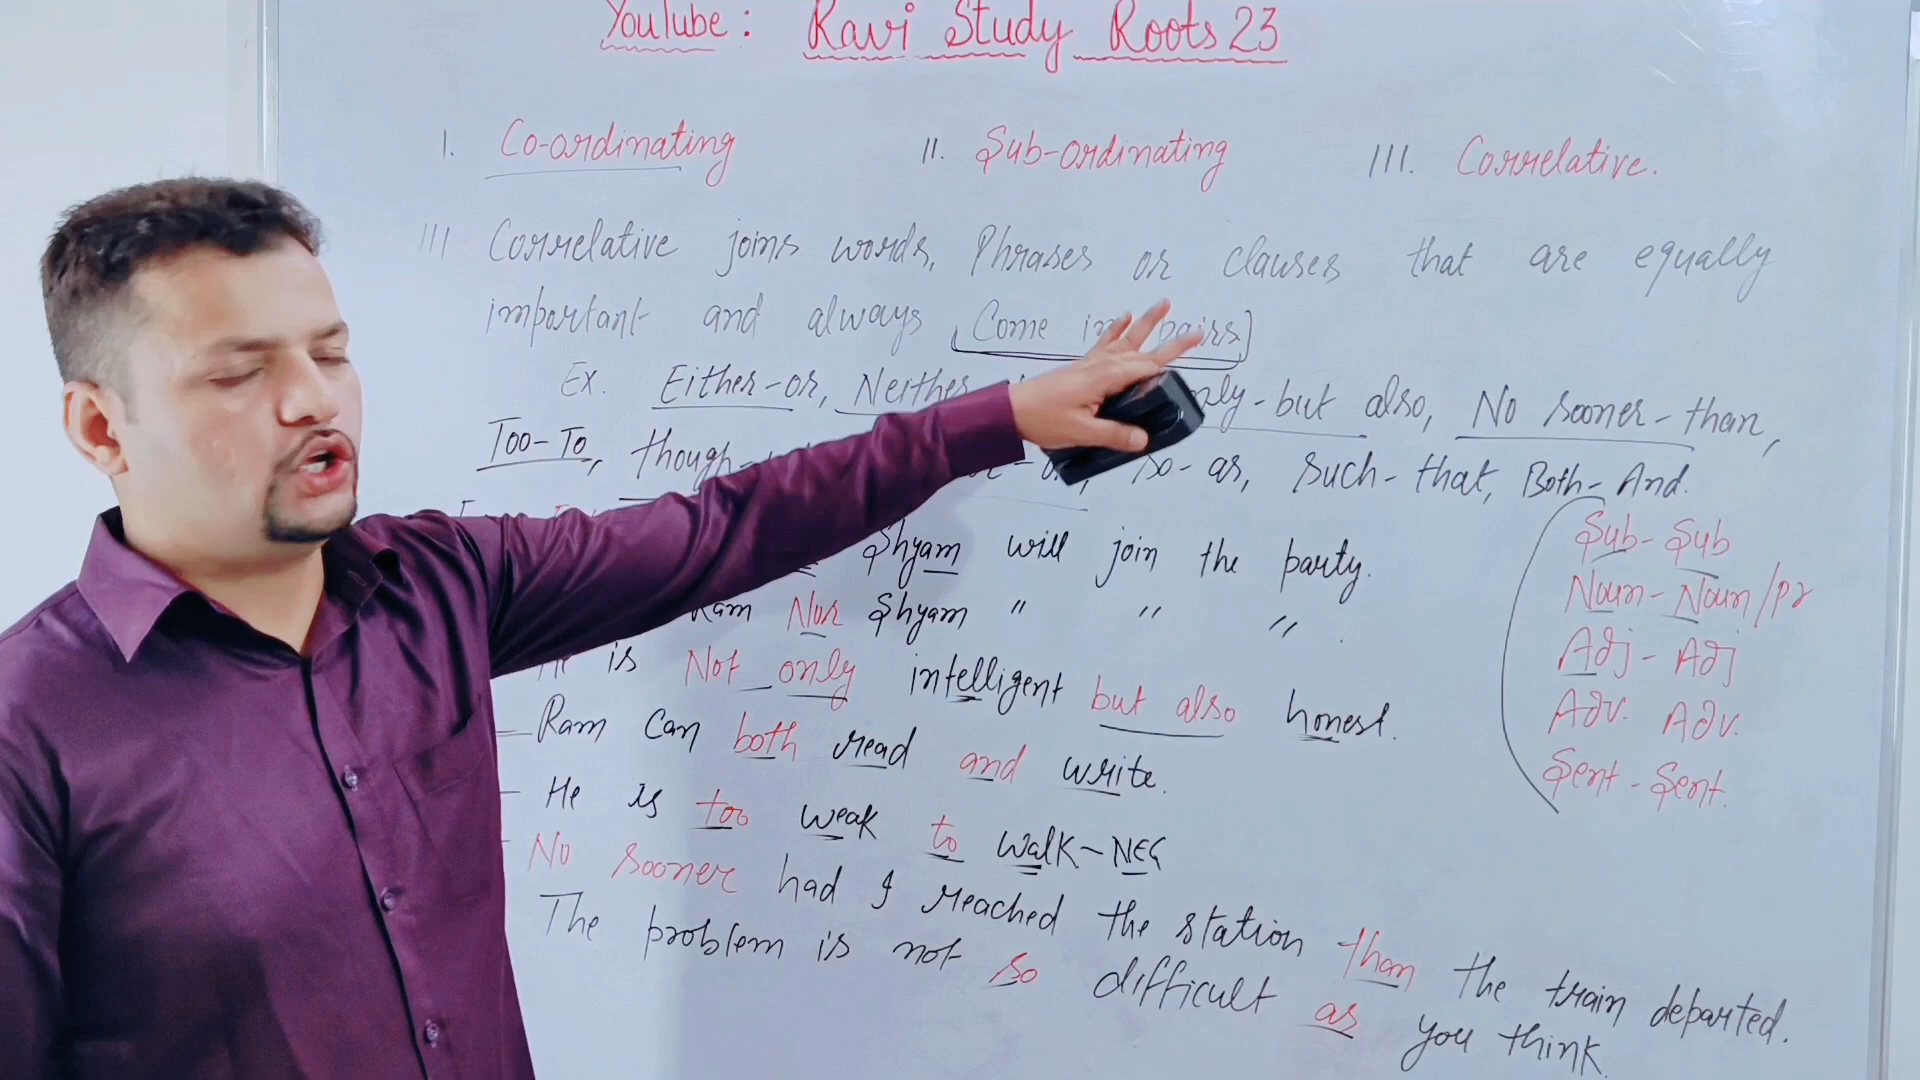 YouTube : Ravi Study Roots 23
I. Co-ordinating II. Sub-ordinating III. Correlative.
III Correlative joins words, Phrases or clauses that are equally
important and always [Come in pairs]
Ex. Either-or, Neither only-but also, No sooner-than,
Too-To, though- so-as, Such-that, Both-And.
Shyam will join the party.
Ram Nor Shyam " " " .
He is Not only intelligent but also honest.
- Ram Can both read and write.
- He is too weak to walk-NEG
- No sooner had I reached the station than the train departed.
The problem is not so difficult as you think.
Sub-Sub
Noun-Noun/Pr
Adj-Adj
Adv. Adv.
Sent-Sent.